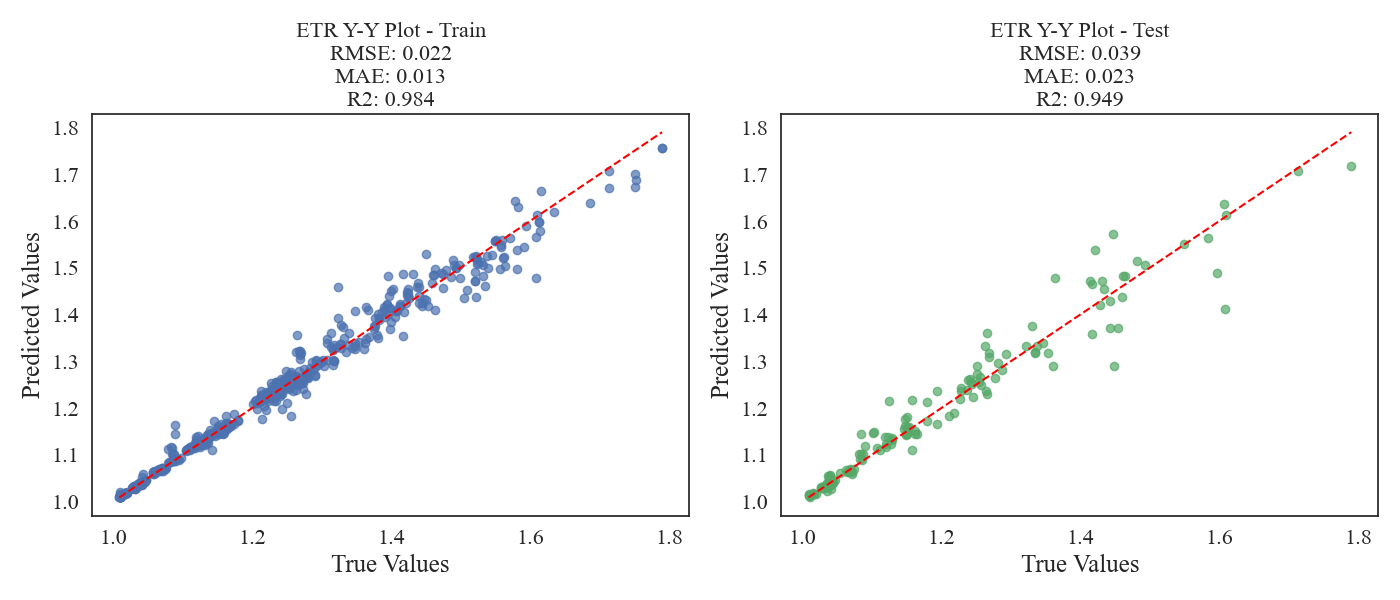 ETR Y-Y Plot - Train
RMSE: 0.022
MAE: 0.013
R2: 0.984
1.8
1.7
1.6
1.5
1.4
1.3
1.2
1.1
1.0
Predicted Values
1.0 1.2 1.4 1.6 1.8
True Values
ETR Y-Y Plot - Test
RMSE: 0.039
MAE: 0.023
R2: 0.949
1.8
1.7
1.6
1.5
1.4
1.3
1.2
1.1
1.0
Predicted Values
1.0 1.2 1.4 1.6 1.8
True Values